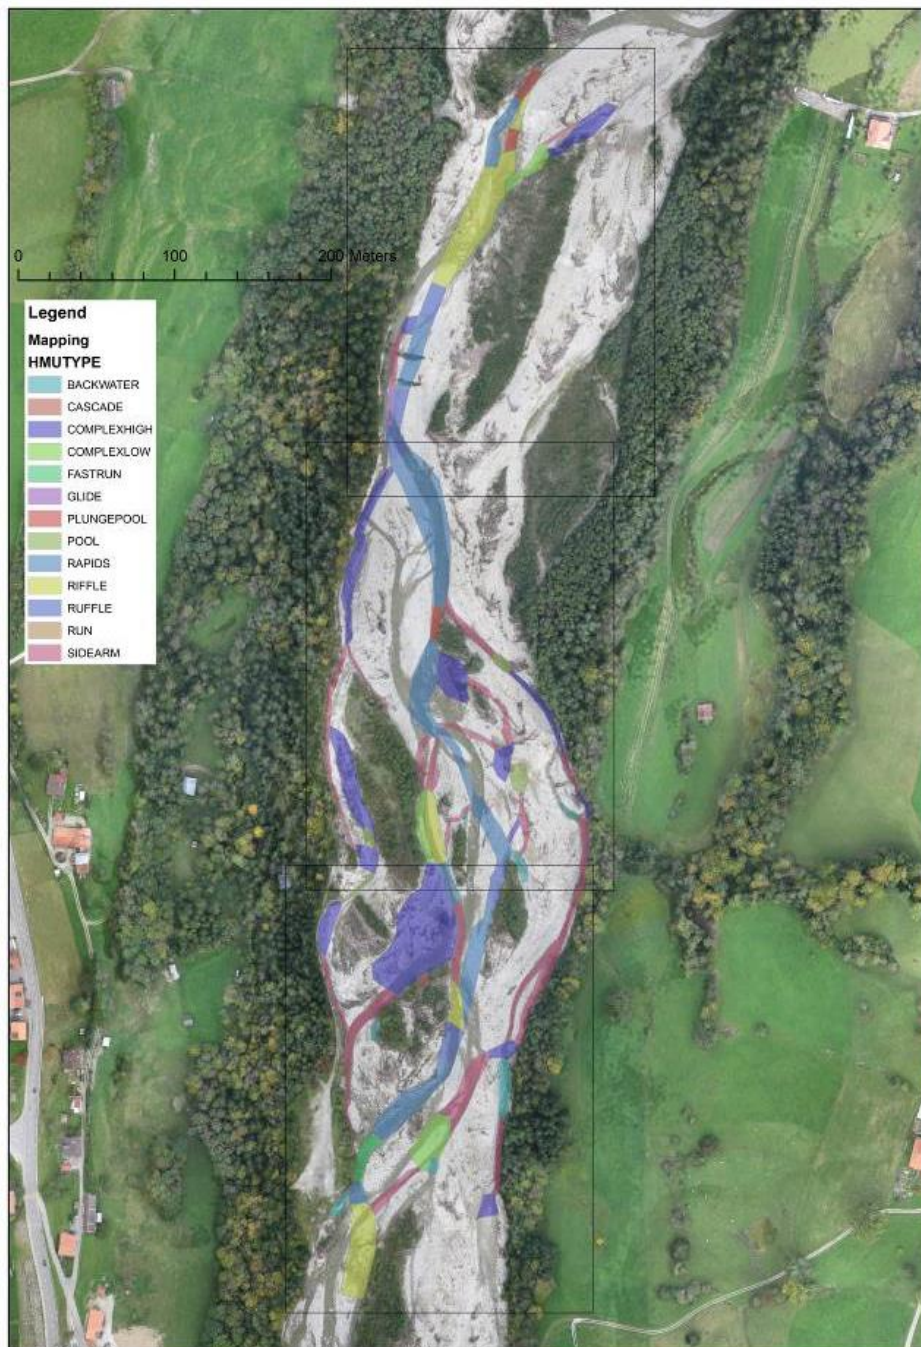 0 100 200 Meters
Legend
Mapping
HMUTYPE
BACKWATER
CASCADE
COMPLEXHIGH
COMPLEXLOW
FASTRUN
GLIDE
PLUNGEPOOL
POOL
RAPIDS
RIFFLE
RUFFLE
RUN
SIDEARM